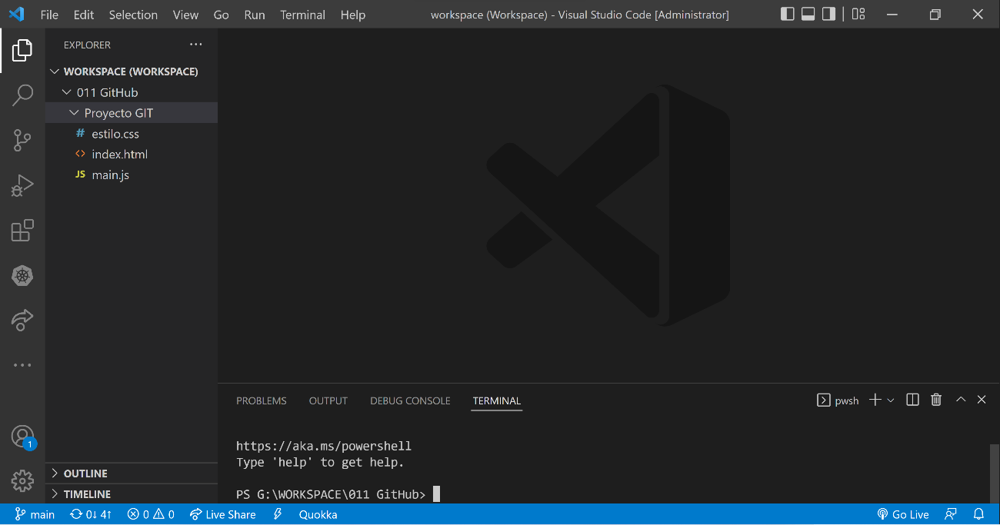 File Edit Selection View Go Run Terminal Help workspace (Workspace) - Visual Studio Code [Administrator]
EXPLORER ···
WORKSPACE (WORKSPACE)
011 GitHub
Proyecto GIT
# estilo.css
<> index.html
JS main.js
OUTLINE
TIMELINE
PROBLEMS OUTPUT DEBUG CONSOLE TERMINAL pwsh
https://aka.ms/powershell
Type 'help' to get help.
PS G:\WORKSPACE\011 GitHub>
1
main 0↓ 4↑ 0 0 Live Share Quokka Go Live